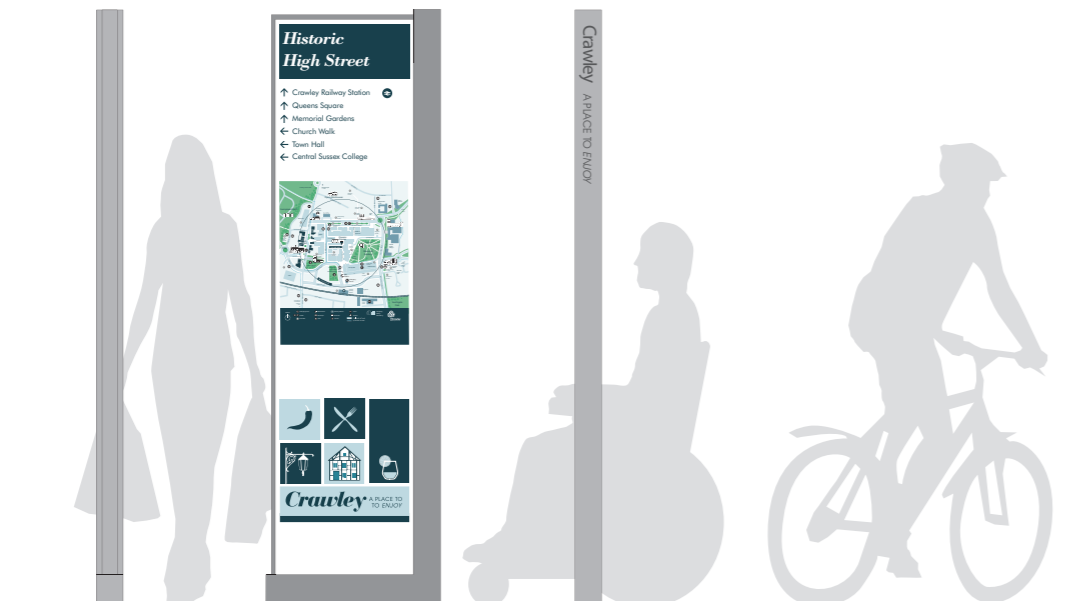 Historic
High Street
Crawley Railway Station
Queens Square
Memorial Gardens
Church Walk
Town Hall
Central Sussex College
Crawley A PLACE TO
TO ENJOY
Crawley A PLACE TO ENJOY